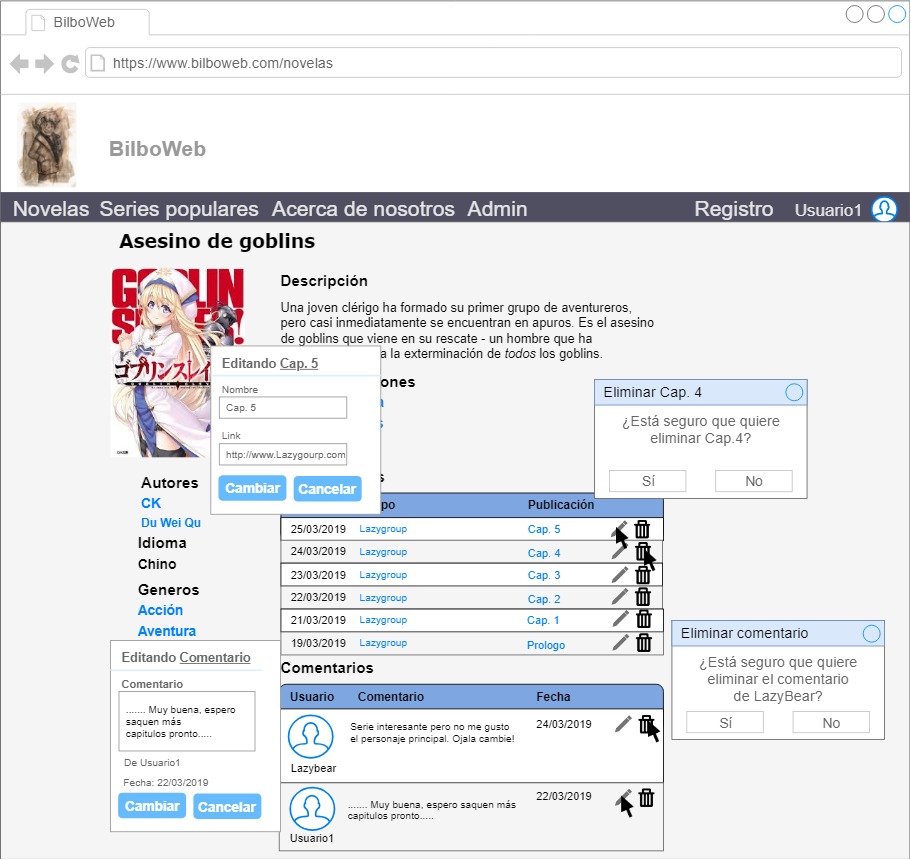 BilboWeb
https://www.bilboweb.com/novelas
BilboWeb
Novelas Series populares Acerca de nosotros Admin Registro Usuario1
Asesino de goblins
GOBLIN
Descripción
Una joven clérigo ha formado su primer grupo de aventureros,
pero casi inmediatamente se encuentran en apuros. Es el asesino
de goblins que viene en su rescate - un hombre que ha
a la exterminación de todos los goblins.
Editando Cap. 5
Nombre
Cap. 5
Link
http://www.Lazygourp.com
Cambiar Cancelar
Eliminar Cap. 4
¿Está seguro que quiere
eliminar Cap.4?
Sí No
Autores
CK
Du Wei Qu
Idioma
Chino
Generos
Acción
Aventura
Publicación
25/03/2019 Lazygroup Cap. 5
24/03/2019 Lazygroup Cap. 4
23/03/2019 Lazygroup Cap. 3
22/03/2019 Lazygroup Cap. 2
21/03/2019 Lazygroup Cap. 1
19/03/2019 Lazygroup Prologo
Editando Comentario
Comentario
....... Muy buena, espero
saquen más
capitulos pronto.....
De Usuario1
Fecha: 22/03/2019
Cambiar Cancelar
Comentarios
Usuario Comentario Fecha
Serie interesante pero no me gusto
el personaje principal. Ojala cambie!
24/03/2019
Lazybear
....... Muy buena, espero saquen más
capitulos pronto.....
22/03/2019
Usuario1
Eliminar comentario
¿Está seguro que quiere
eliminar el comentario
de LazyBear?
Sí No